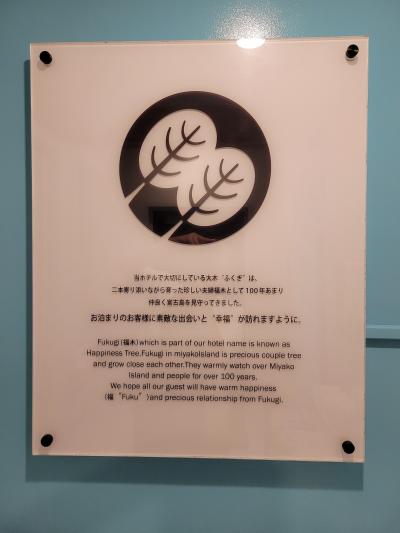 当ホテルで大切にしている大木“ふくぎ”は、
二本寄り添いながら育った珍しい夫婦福木として100年あまり
仲良く宮古島を見守ってきました。
お泊まりのお客様に素敵な出会いと“幸福”が訪れますように。
Fukugi(福木)which is part of our hotel name is known as
Happiness Tree.Fukugi in miyakoIsland is precious couple tree
and grow close each other.They warmly watch over Miyako
Island and people for over 100 years.
We hope all our guest will have warm happiness
(福“Fuku”)and precious relationship from Fukugi.